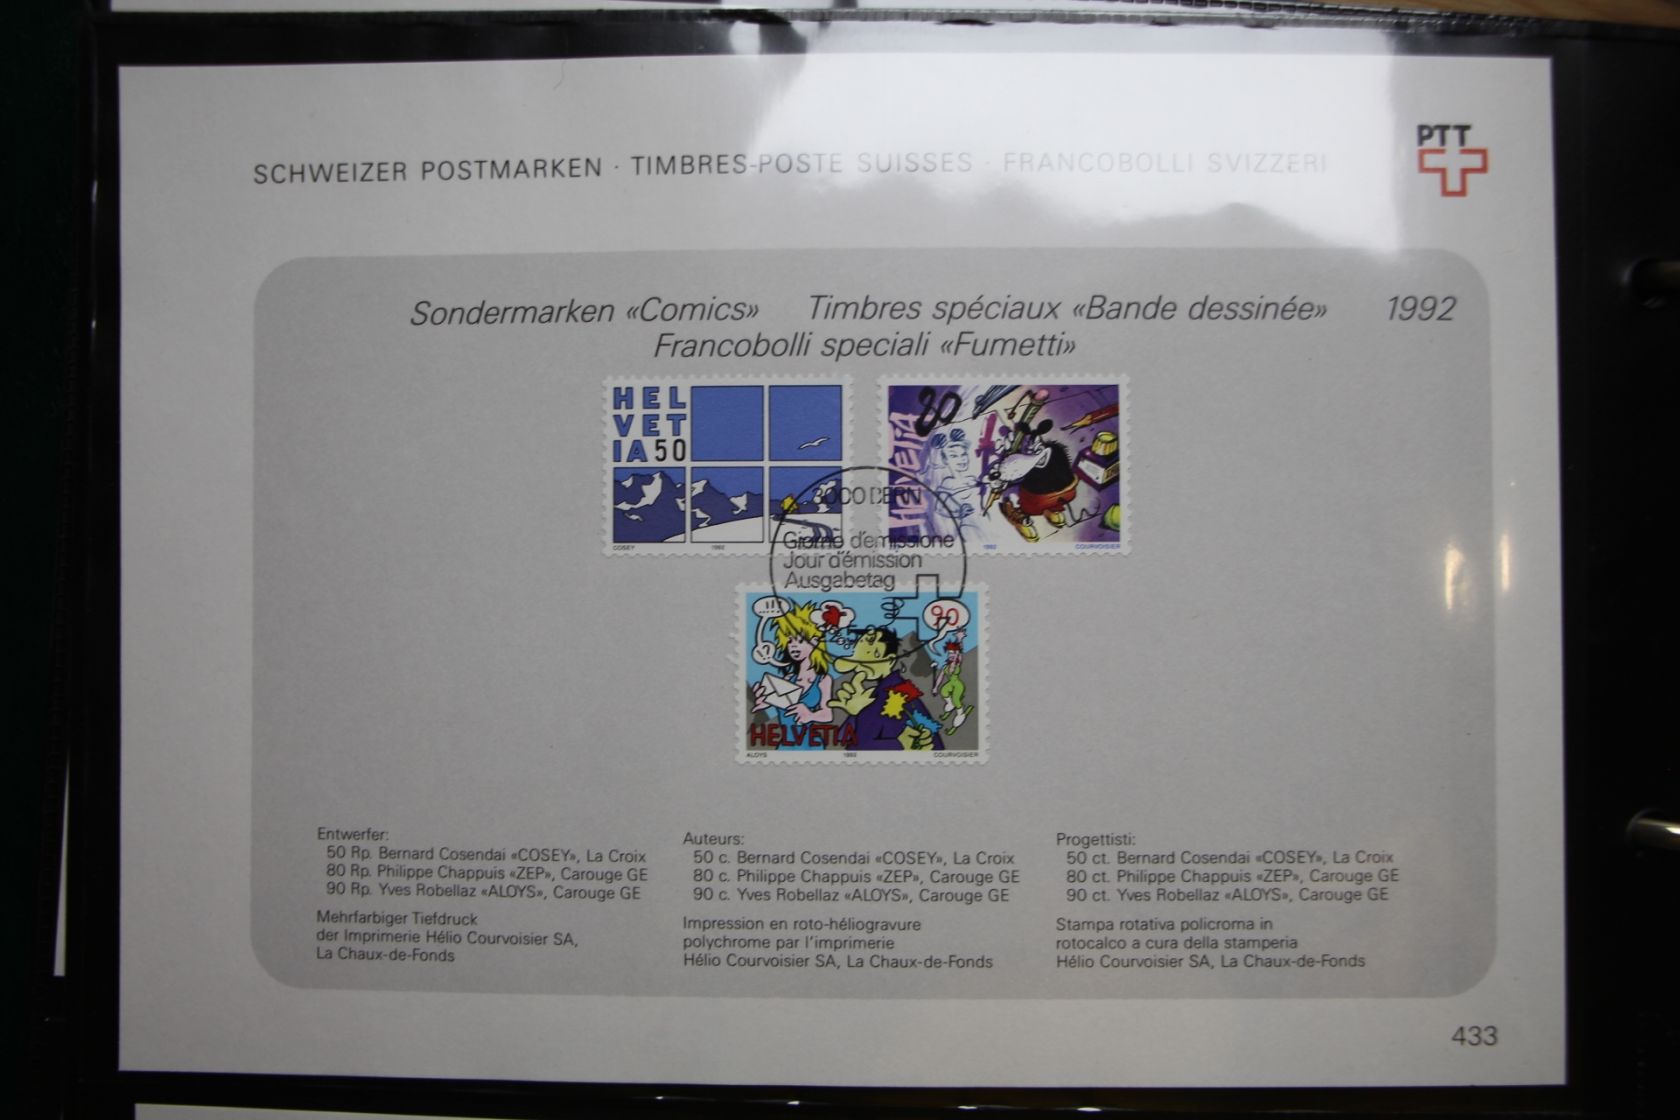 PTT
SCHWEIZER POSTMARKEN · TIMBRES-POSTE SUISSES · FRANCOBOLLI SVIZZERI
Sondermarken «Comics» Timbres spéciaux «Bande dessinée» 1992
Francobolli speciali «Fumetti»
HEL
VET
IA 50
COSEY 1992
80
HELVETIA
1992 COURVOISIER
3000 BERN
Giorno d'emissione
Jour d'émission
Ausgabetag
!!!
90
!?
HELVETIA
ALOYS 1992 COURVOISIER
Entwerfer:
50 Rp. Bernard Cosendai «COSEY», La Croix
80 Rp. Philippe Chappuis «ZEP», Carouge GE
90 Rp. Yves Robellaz «ALOYS», Carouge GE
Mehrfarbiger Tiefdruck
der Imprimerie Hélio Courvoisier SA,
La Chaux-de-Fonds
Auteurs:
50 c. Bernard Cosendai «COSEY», La Croix
80 c. Philippe Chappuis «ZEP», Carouge GE
90 c. Yves Robellaz «ALOYS», Carouge GE
Impression en roto-héliogravure
polychrome par l'imprimerie
Hélio Courvoisier SA, La Chaux-de-Fonds
Progettisti:
50 ct. Bernard Cosendai «COSEY», La Croix
80 ct. Philippe Chappuis «ZEP», Carouge GE
90 ct. Yves Robellaz «ALOYS», Carouge GE
Stampa rotativa policroma in
rotocalco a cura della stamperia
Hélio Courvoisier SA, La Chaux-de-Fonds
433